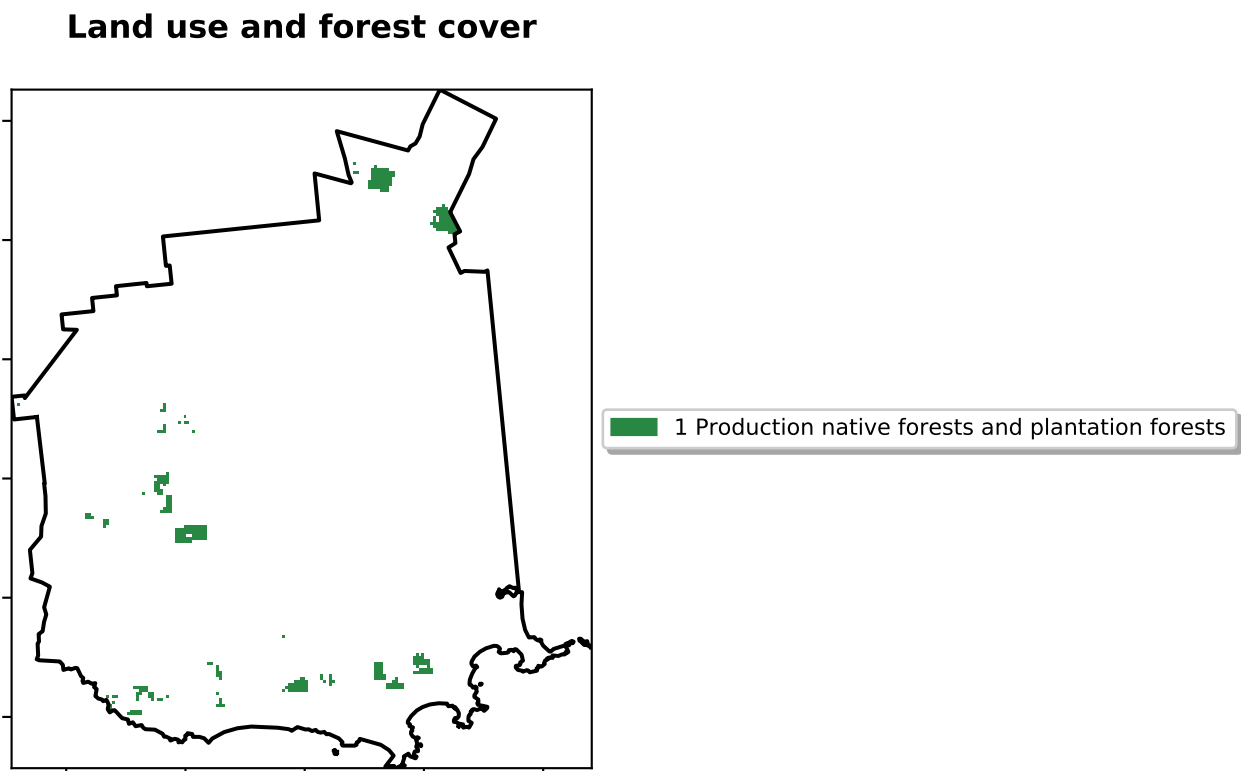 Land use and forest cover
1 Production native forests and plantation forests